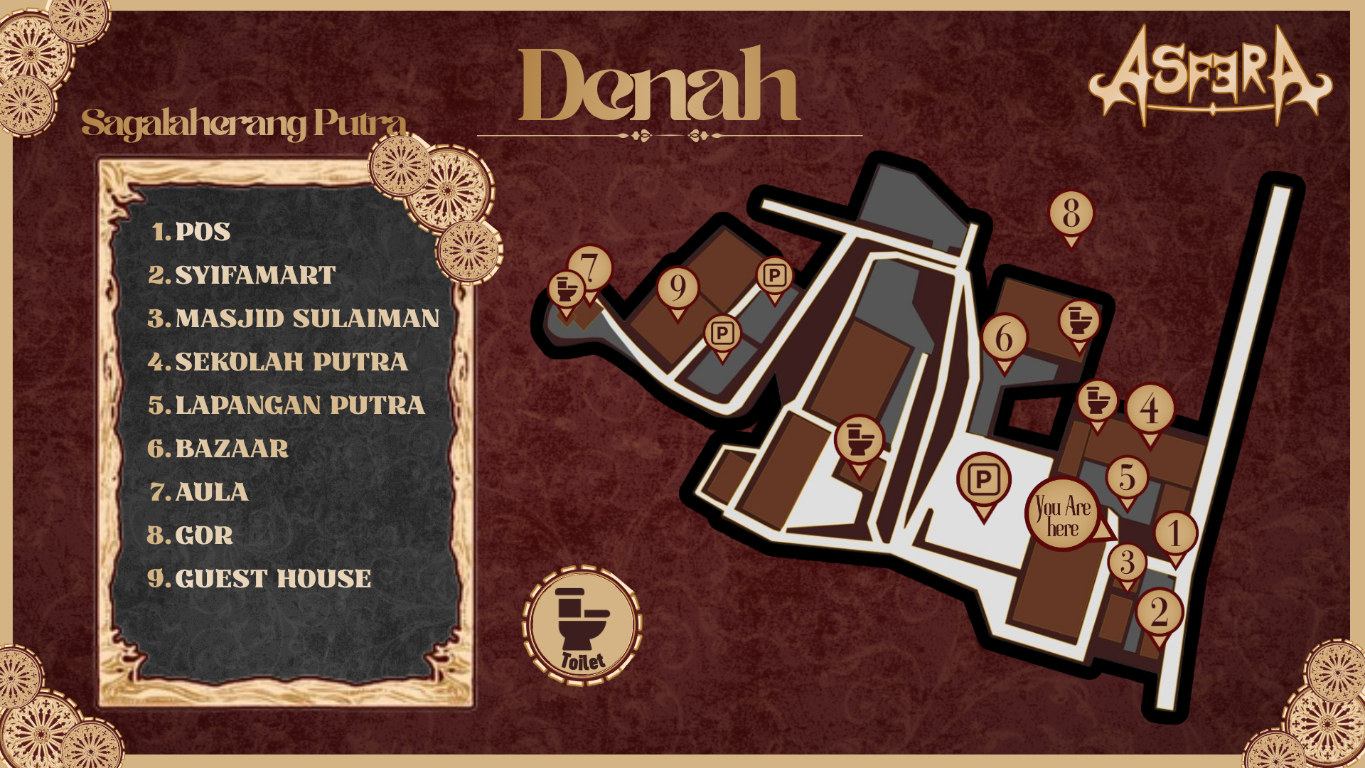 Denah
ASFERA
Sagalaherang Putra
1. POS
2. SYIFAMART
3. MASJID SULAIMAN
4. SEKOLAH PUTRA
5. LAPANGAN PUTRA
6. BAZAAR
7. AULA
8. GOR
9. GUEST HOUSE
8
7
9
P
P
6
4
P
5
You Are
here
1
3
2
Toilet